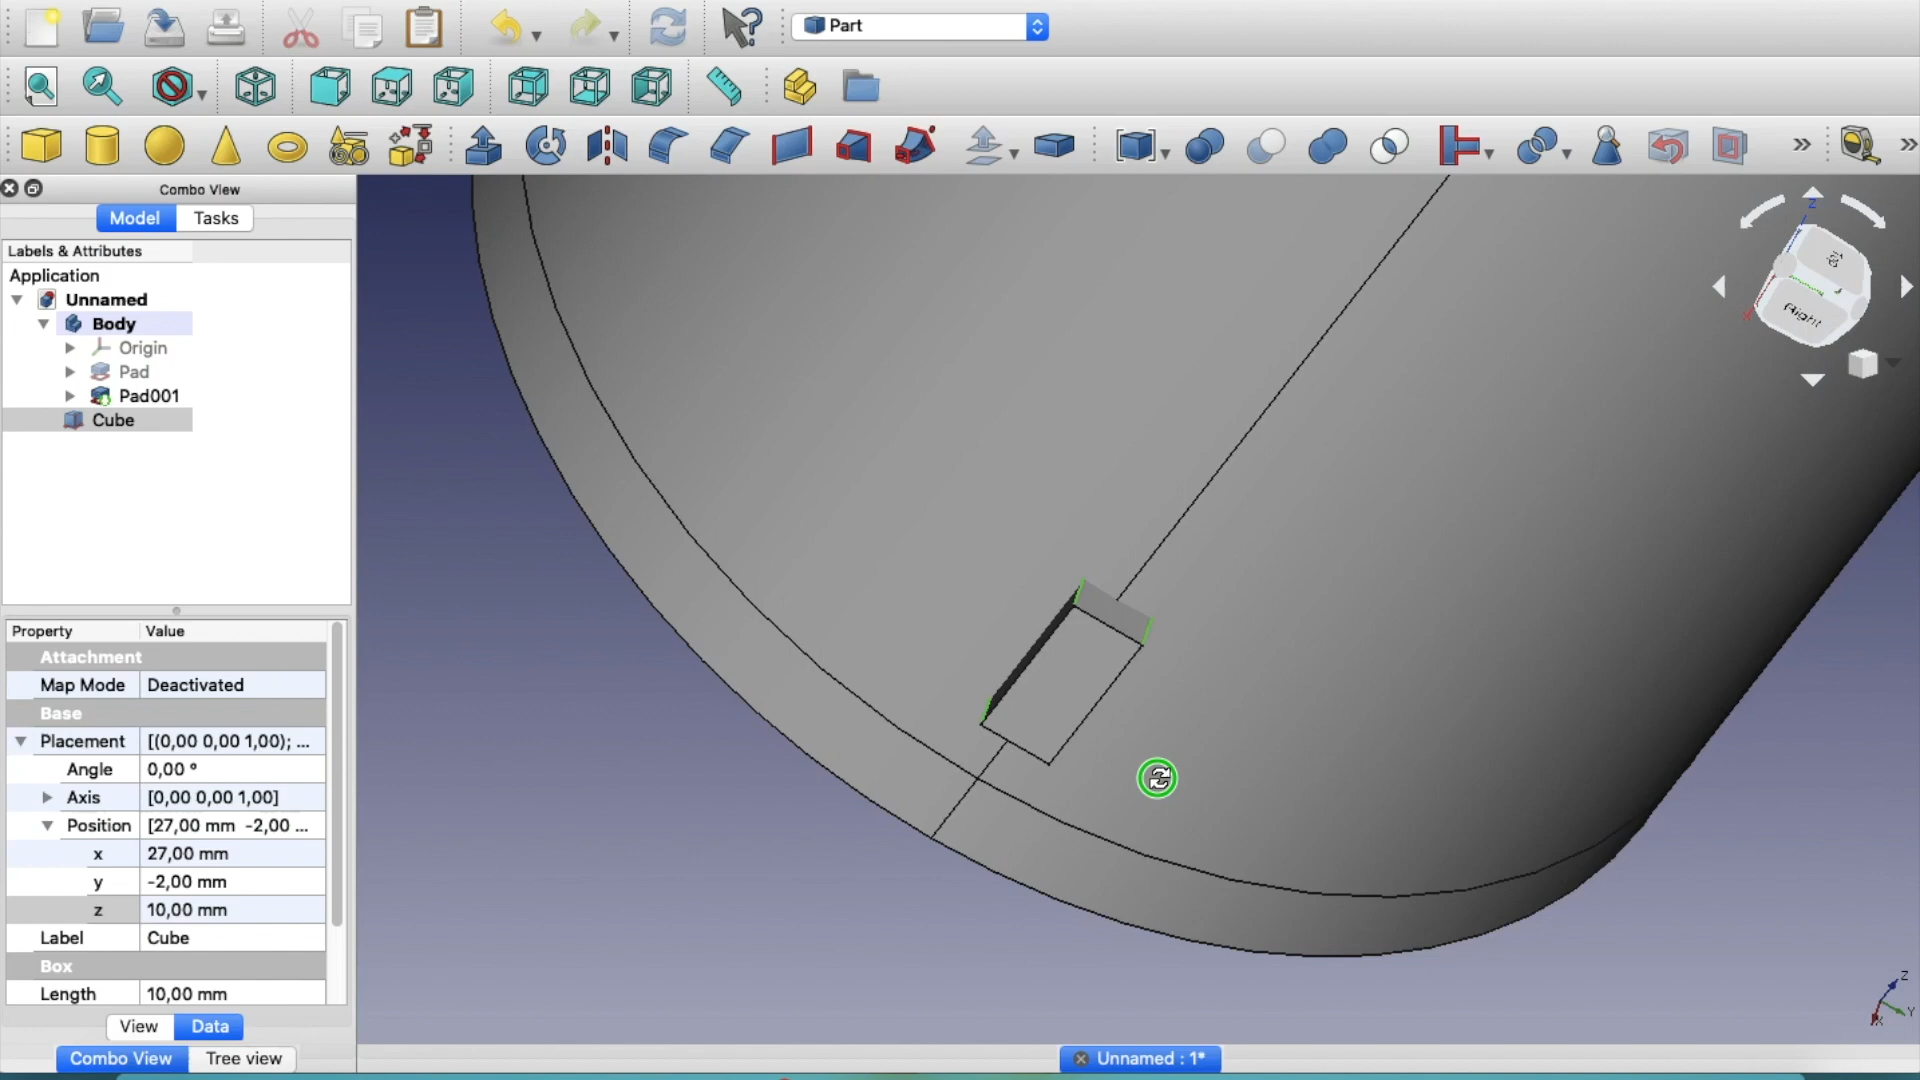 Part
Combo View
Model Tasks
Labels & Attributes
Application
Unnamed
Body
Origin
Pad
Pad001
Cube
Property Value
Attachment
Map Mode Deactivated
Base
Placement [(0,00 0,00 1,00); ...
Angle 0,00 °
Axis [0,00 0,00 1,00]
Position [27,00 mm -2,00 ...
x 27,00 mm
y -2,00 mm
z 10,00 mm
Label Cube
Box
Length 10,00 mm
View Data
Combo View Tree view
Unnamed : 1*
Z
X
Right
Z
Y
X